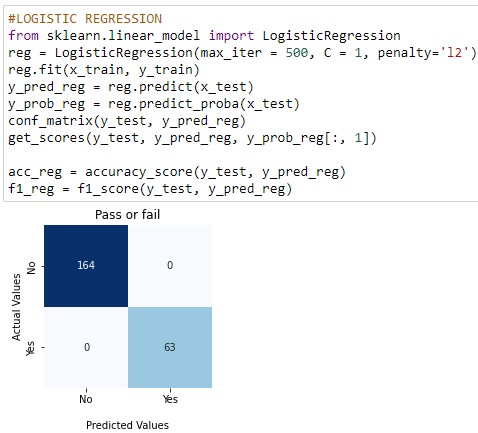 #LOGISTIC REGRESSION
from sklearn.linear_model import LogisticRegression
reg = LogisticRegression(max_iter = 500, C = 1, penalty='l2')
reg.fit(x_train, y_train)
y_pred_reg = reg.predict(x_test)
y_prob_reg = reg.predict_proba(x_test)
conf_matrix(y_test, y_pred_reg)
get_scores(y_test, y_pred_reg, y_prob_reg[:, 1])
acc_reg = accuracy_score(y_test, y_pred_reg)
f1_reg = f1_score(y_test, y_pred_reg)
Pass or fail
Actual Values
No
164 0
Yes
0 63
No Yes
Predicted Values